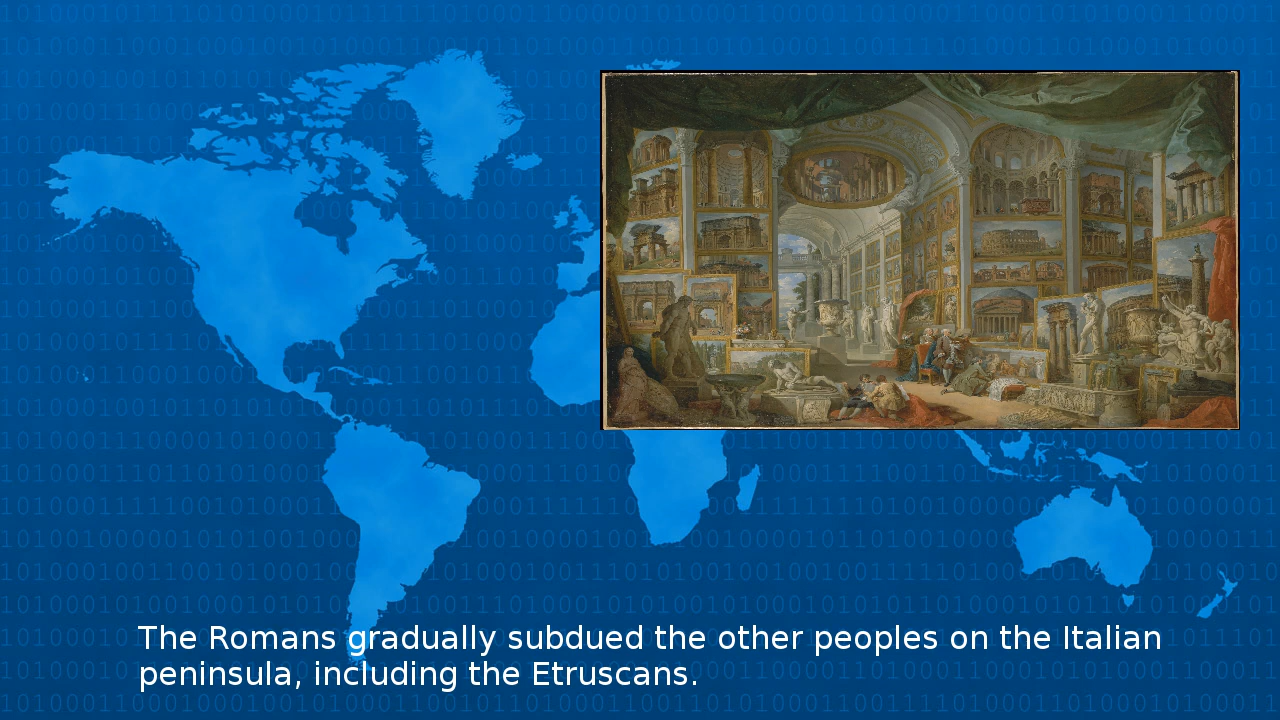 The Romans gradually subdued the other peoples on the Italian
peninsula, including the Etruscans.